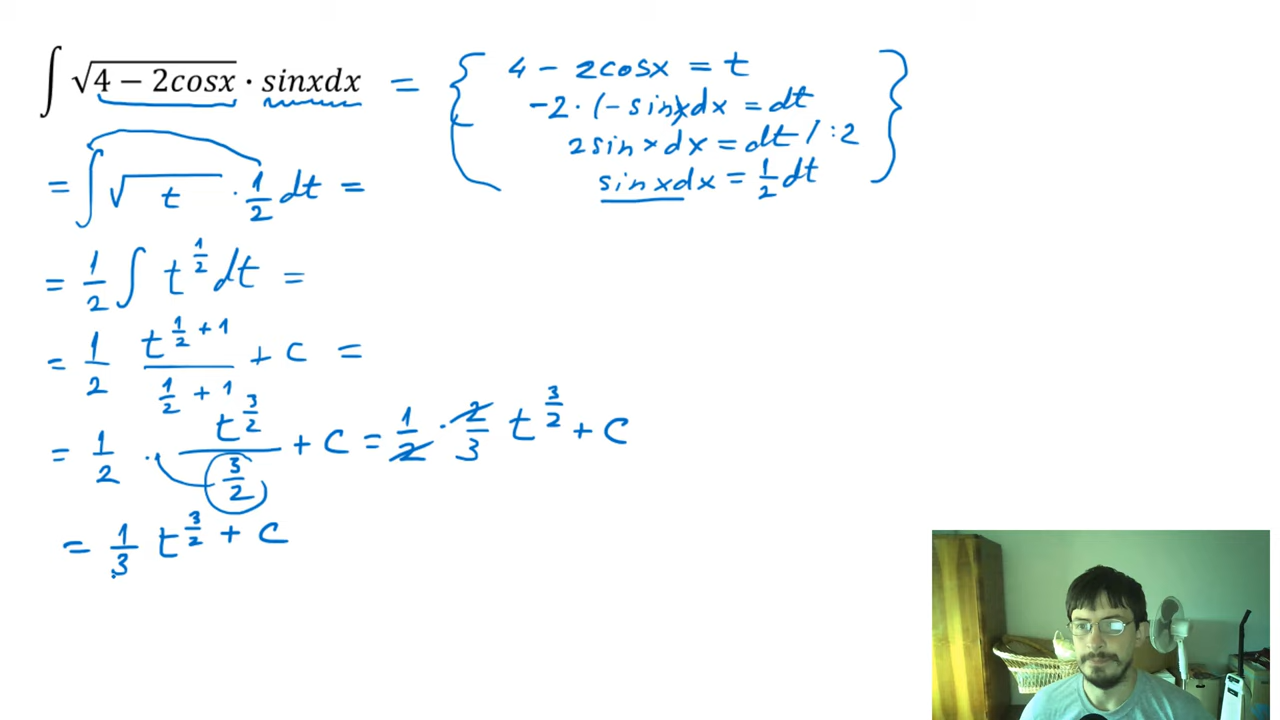 ∫ √(4 − 2cosx) · sinxdx = { 4 − 2cosx = t
−2 · (−sinx)dx = dt
2sinxdx = dt / :2
sinxdx = 1/2 dt }
= ∫ √t · 1/2 dt =
= 1/2 ∫ t^(1/2) dt =
= 1/2 t^(1/2 + 1)/(1/2 + 1) + C =
= 1/2 · t^(3/2)/(3/2) + C = 1/2 · 2/3 t^(3/2) + C
= 1/3 t^(3/2) + C